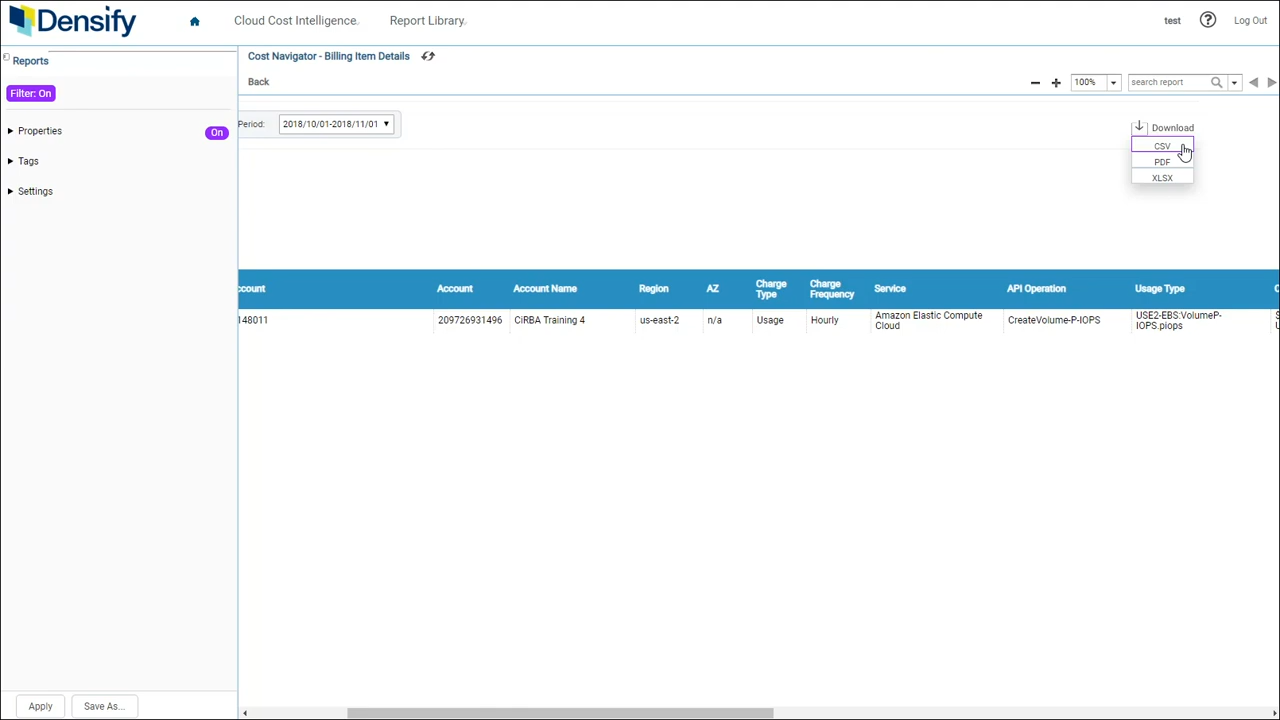 Densify
Cloud Cost Intelligence
Report Library
test
Log Out
Reports
Filter: On
Properties
On
Tags
Settings
Apply
Save As...
Cost Navigator - Billing Item Details
Back
100%
search report
Period:
2018/10/01-2018/11/01
Download
CSV
PDF
XLSX
ccount
Account
Account Name
Region
AZ
Charge
Type
Charge
Frequency
Service
API Operation
Usage Type
148011
209726931496
CiRBA Training 4
us-east-2
n/a
Usage
Hourly
Amazon Elastic Compute
Cloud
CreateVolume-P-IOPS
USE2-EBS:VolumeP-
IOPS.piops